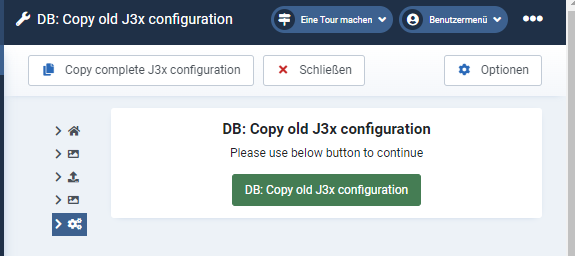 DB: Copy old J3x configuration
Eine Tour machen
Benutzermenü
Copy complete J3x configuration
Schließen
Optionen
DB: Copy old J3x configuration
Please use below button to continue
DB: Copy old J3x configuration